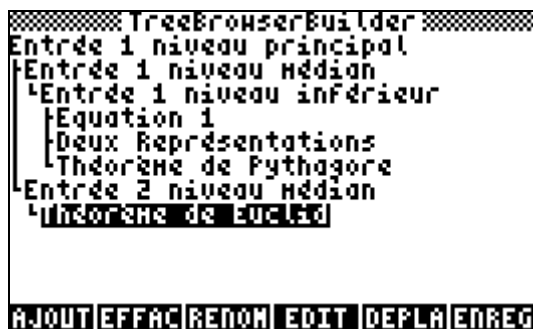 TreeBrowserBuilder
Entrée 1 niveau principal
Entrée 1 niveau médian
Entrée 1 niveau inférieur
Equation 1
Deux Représentations
Théorème de Pythagore
Entrée 2 niveau médian
Théorème de Euclid
AJOUT EFFAC RENOM EDIT DEPLA ENREG